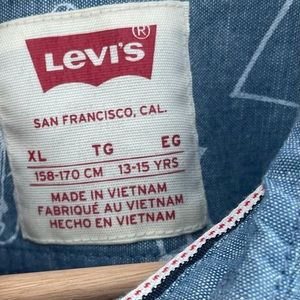 Levi's ®
SAN FRANCISCO, CAL.
XL TG EG
158-170 CM 13-15 YRS
MADE IN VIETNAM
FABRIQUÉ AU VIETNAM
HECHO EN VIETNAM